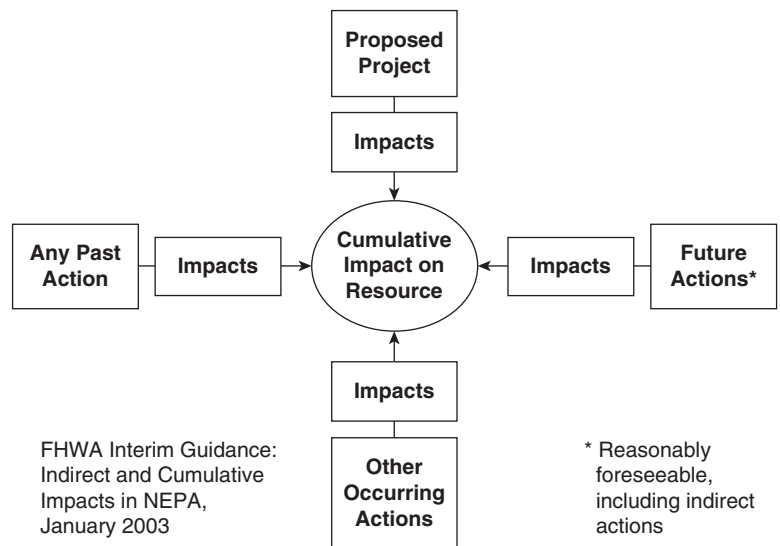 Proposed
Project
Impacts
Any Past
Action
Impacts
Cumulative
Impact on
Resource
Impacts
Future
Actions*
Impacts
Other
Occurring
Actions
FHWA Interim Guidance:
Indirect and Cumulative
Impacts in NEPA,
January 2003
* Reasonably
foreseeable,
including indirect
actions